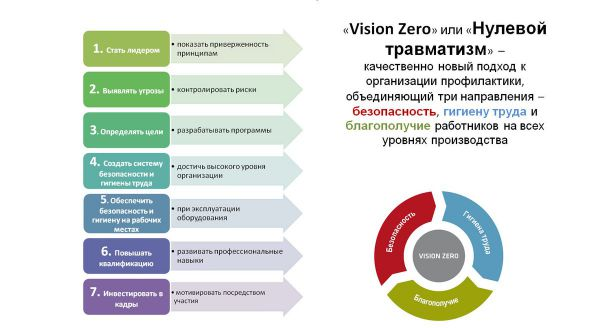 1. Стать лидером
• показать приверженность
принципам
2. Выявлять угрозы
• контролировать риски
3. Определять цели
• разрабатывать программы
4. Создать систему
безопасности и
гигиены труда
• достичь высокого уровня
организации
5. Обеспечить
безопасность и
гигиену на рабочих
местах
• при эксплуатации
оборудования
6. Повышать
квалификацию
• развивать профессиональные
навыки
7. Инвестировать в
кадры
• мотивировать посредством
участия
«Vision Zero» или «Нулевой
травматизм» –
качественно новый подход к
организации профилактики,
объединяющий три направления –
безопасность, гигиену труда и
благополучие работников на всех
уровнях производства
Безопасность
Гигиена труда
VISION ZERO
Благополучие